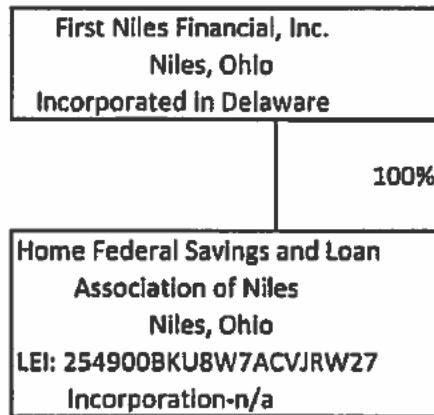 First Niles Financial, Inc.
Niles, Ohio
Incorporated in Delaware
100%
Home Federal Savings and Loan
Association of Niles
Niles, Ohio
LEI: 254900BKU8W7ACVJRW27
Incorporation-n/a